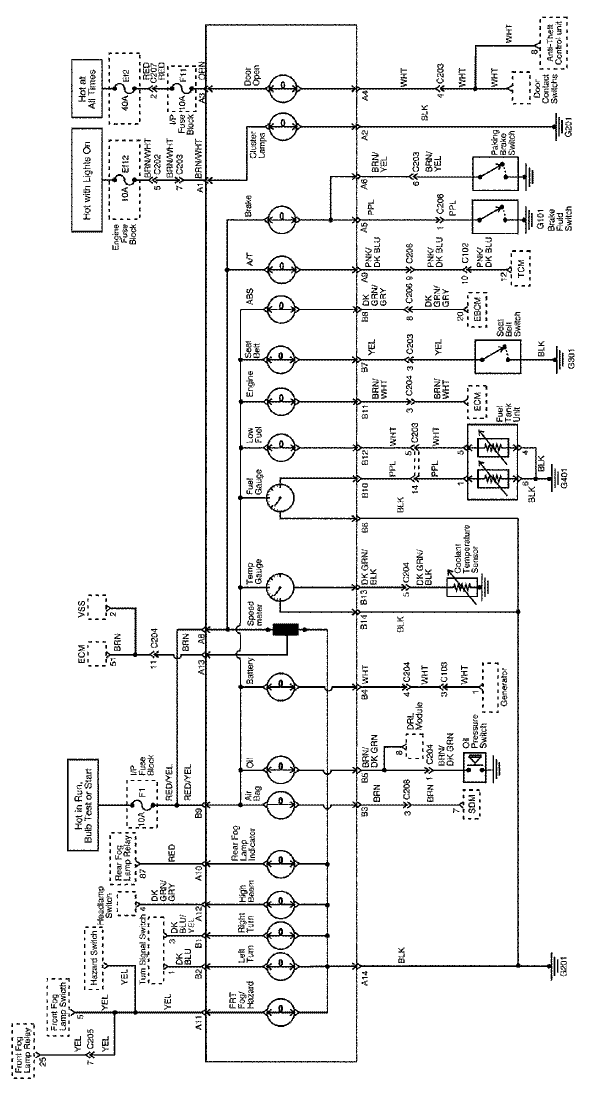 Hot at
All Times
Hot with Lights On
Ef2
40A
RED
2 C207
RED
F11
10A
I/P
Fuse
Block
ORN
A3
Ef12
10A
Engine
Fuse
Block
BRN/WHT
5 C202
BRN/WHT
7 C203
BRN/WHT
A1
Door
Open
Cluster
Lamps
Brake
A/T
ABS
Seat
Belt
Engine
Low
Fuel
Fuel
Gauge
Temp
Gauge
Speed
meter
Battery
Oil
Air
Bag
Rear Fog
Lamp
Indicator
High
Beam
Right
Turn
Left
Turn
FRT
Fog/
Hazard
A4
WHT
4 C203
WHT
WHT
8
Anti-Theft
Control unit
Door
Contact
Switchs
A2
BLK
G201
A6
BRN/
YEL
6 C203
BRN/
YEL
Paking
Brake
Switch
A5
PPL
1 C206
PPL
G101
Brake
Fluid
Switch
A9
PNK/
DK BLU
9 C206
PNK/
DK BLU
10 C102
PNK/
DK BLU
12
TCM
B8
DK
GRN/
GRY
8 C206
DK
GRN/
GRY
20
EBCM
B7
YEL
3 C203
YEL
Seat
Belt
Switch
BLK
G301
B11
BRN/
WHT
3 C204
BRN/
WHT
ECM
B12
WHT
5 C203
WHT
5
Fuel
Tank
Unit
4
BLK
B10
PPL
14
PPL
1
6
BLK
G401
B6
BLK
B13
DK GRN/
BLK
5 C204
DK GRN/
BLK
Coolant
Temperature
Sensor
B14
BLK
VSS
2
ECM
51
BRN
11 C204
BRN
A8
A13
B4
WHT
4 C204
WHT
3 C103
WHT
1
Generator
Hot in Run,
Bulb Test or Start
F1
10A
I/P
Fuse
Block
RED/YEL
RED/YEL
B9
B5
BRN/
DK GRN
8
DRL
Module
1 C204
BRN/
DK GRN
Oil
Pressure
Switch
B3
BRN
3 C206
BRN
7
SDM
Rear Fog
Lamp Relay
87
RED
A10
Headlamp
Switch
4
DK
GRN/
GRY
A12
Turn Signal Switch
3
DK
BLU/
YEL
B1
1
DK
BLU
B2
Hazard Switch
YEL
Front Fog
Lamp Swicth
5
YEL
YEL
A11
Front Fog
Lamp Relay
25
YEL
7 C205
YEL
A14
BLK
G201